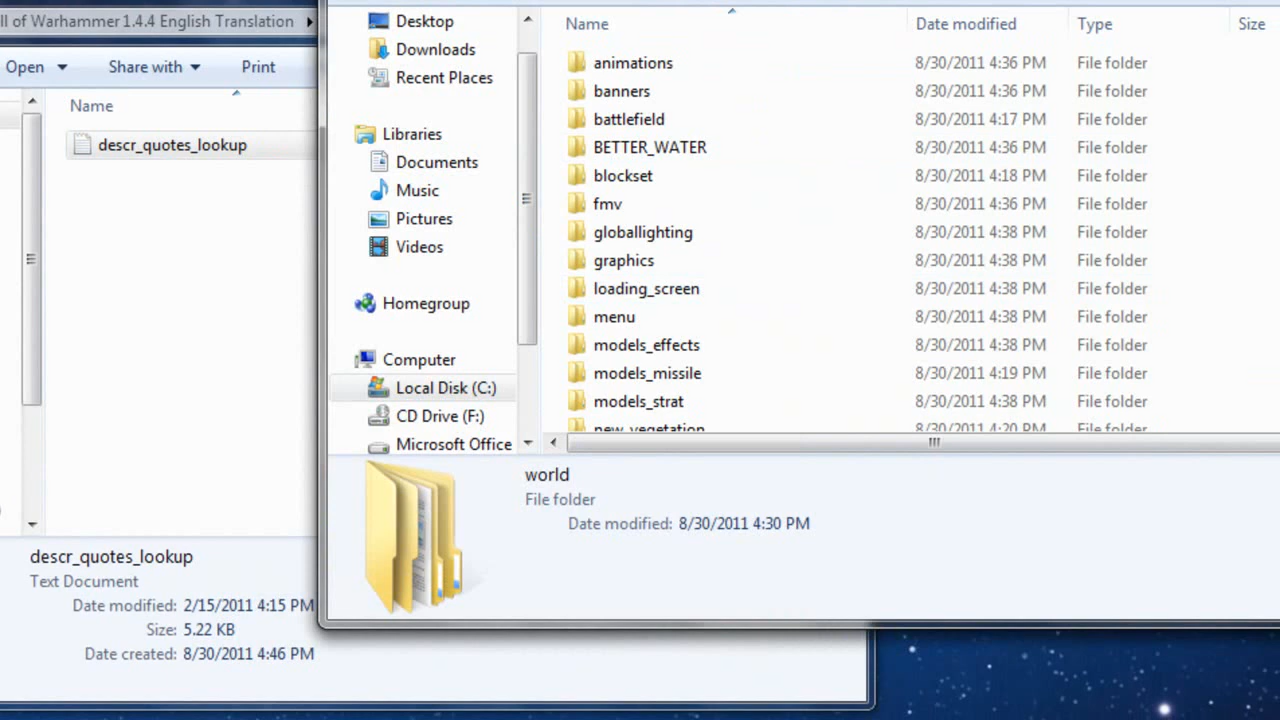 ll of Warhammer 1.4.4 English Translation
Open
Share with
Print
Name
descr_quotes_lookup
descr_quotes_lookup
Text Document
Date modified: 2/15/2011 4:15 PM
Size: 5.22 KB
Date created: 8/30/2011 4:46 PM
Desktop
Downloads
Recent Places
Libraries
Documents
Music
Pictures
Videos
Homegroup
Computer
Local Disk (C:)
CD Drive (F:)
Microsoft Office
Name Date modified Type Size
animations 8/30/2011 4:36 PM File folder
banners 8/30/2011 4:36 PM File folder
battlefield 8/30/2011 4:17 PM File folder
BETTER_WATER 8/30/2011 4:36 PM File folder
blockset 8/30/2011 4:18 PM File folder
fmv 8/30/2011 4:36 PM File folder
globallighting 8/30/2011 4:38 PM File folder
graphics 8/30/2011 4:38 PM File folder
loading_screen 8/30/2011 4:38 PM File folder
menu 8/30/2011 4:38 PM File folder
models_effects 8/30/2011 4:38 PM File folder
models_missile 8/30/2011 4:19 PM File folder
models_strat 8/30/2011 4:38 PM File folder
new_vegetation 8/30/2011 4:20 PM File folder
world
File folder
Date modified: 8/30/2011 4:30 PM